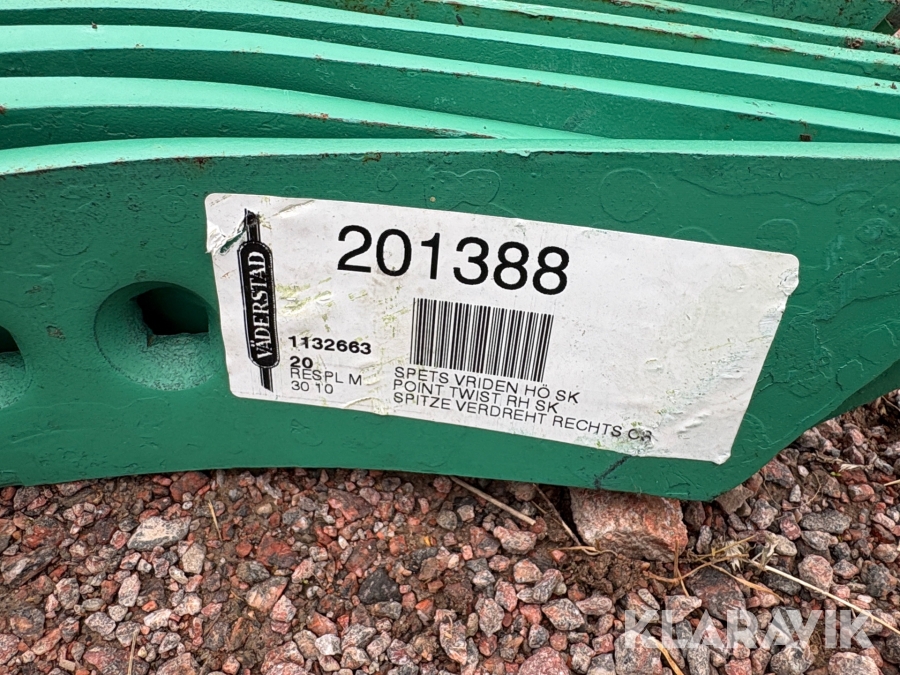 VÄDERSTAD
201388
1132663
20
RESPL M
30 10
SPETS VRIDEN HÖ SK
POINT TWIST RH SK
SPITZE VERDREHT RECHTS
KLARAVIK